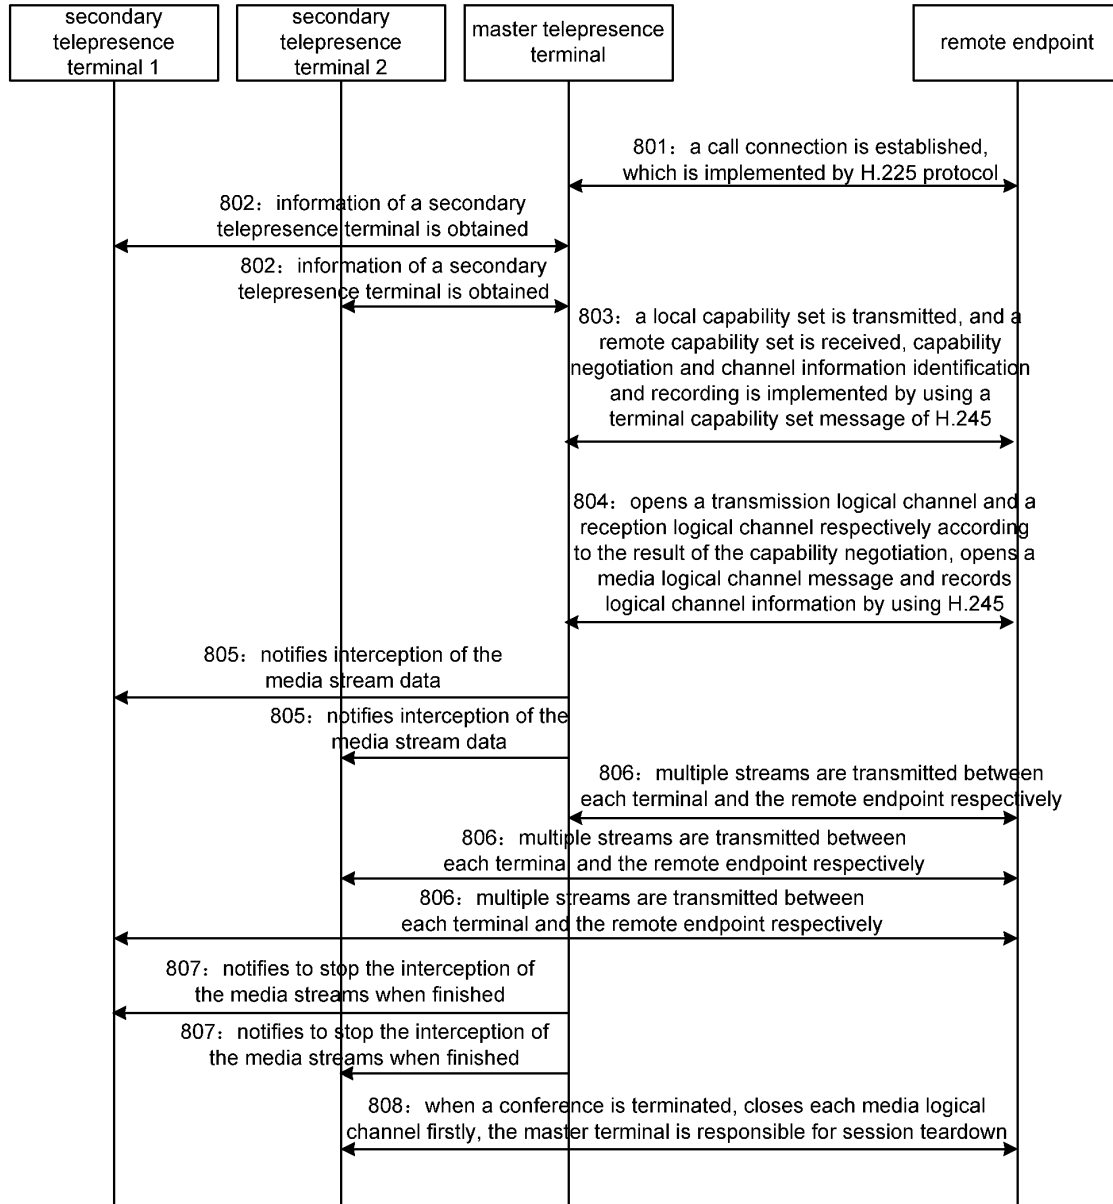 secondary
telepresence
terminal 1
secondary
telepresence
terminal 2
master telepresence
terminal
remote endpoint
801：a call connection is established,
which is implemented by H.225 protocol
802：information of a secondary
telepresence terminal is obtained
802：information of a secondary
telepresence terminal is obtained
803：a local capability set is transmitted, and a
remote capability set is received, capability
negotiation and channel information identification
and recording is implemented by using a
terminal capability set message of H.245
804：opens a transmission logical channel and a
reception logical channel respectively according
to the result of the capability negotiation, opens a
media logical channel message and records
logical channel information by using H.245
805：notifies interception of the
media stream data
805：notifies interception of the
media stream data
806：multiple streams are transmitted between
each terminal and the remote endpoint respectively
806：multiple streams are transmitted between
each terminal and the remote endpoint respectively
806：multiple streams are transmitted between
each terminal and the remote endpoint respectively
807：notifies to stop the interception of
the media streams when finished
807：notifies to stop the interception of
the media streams when finished
808：when a conference is terminated, closes each media logical
channel firstly, the master terminal is responsible for session teardown